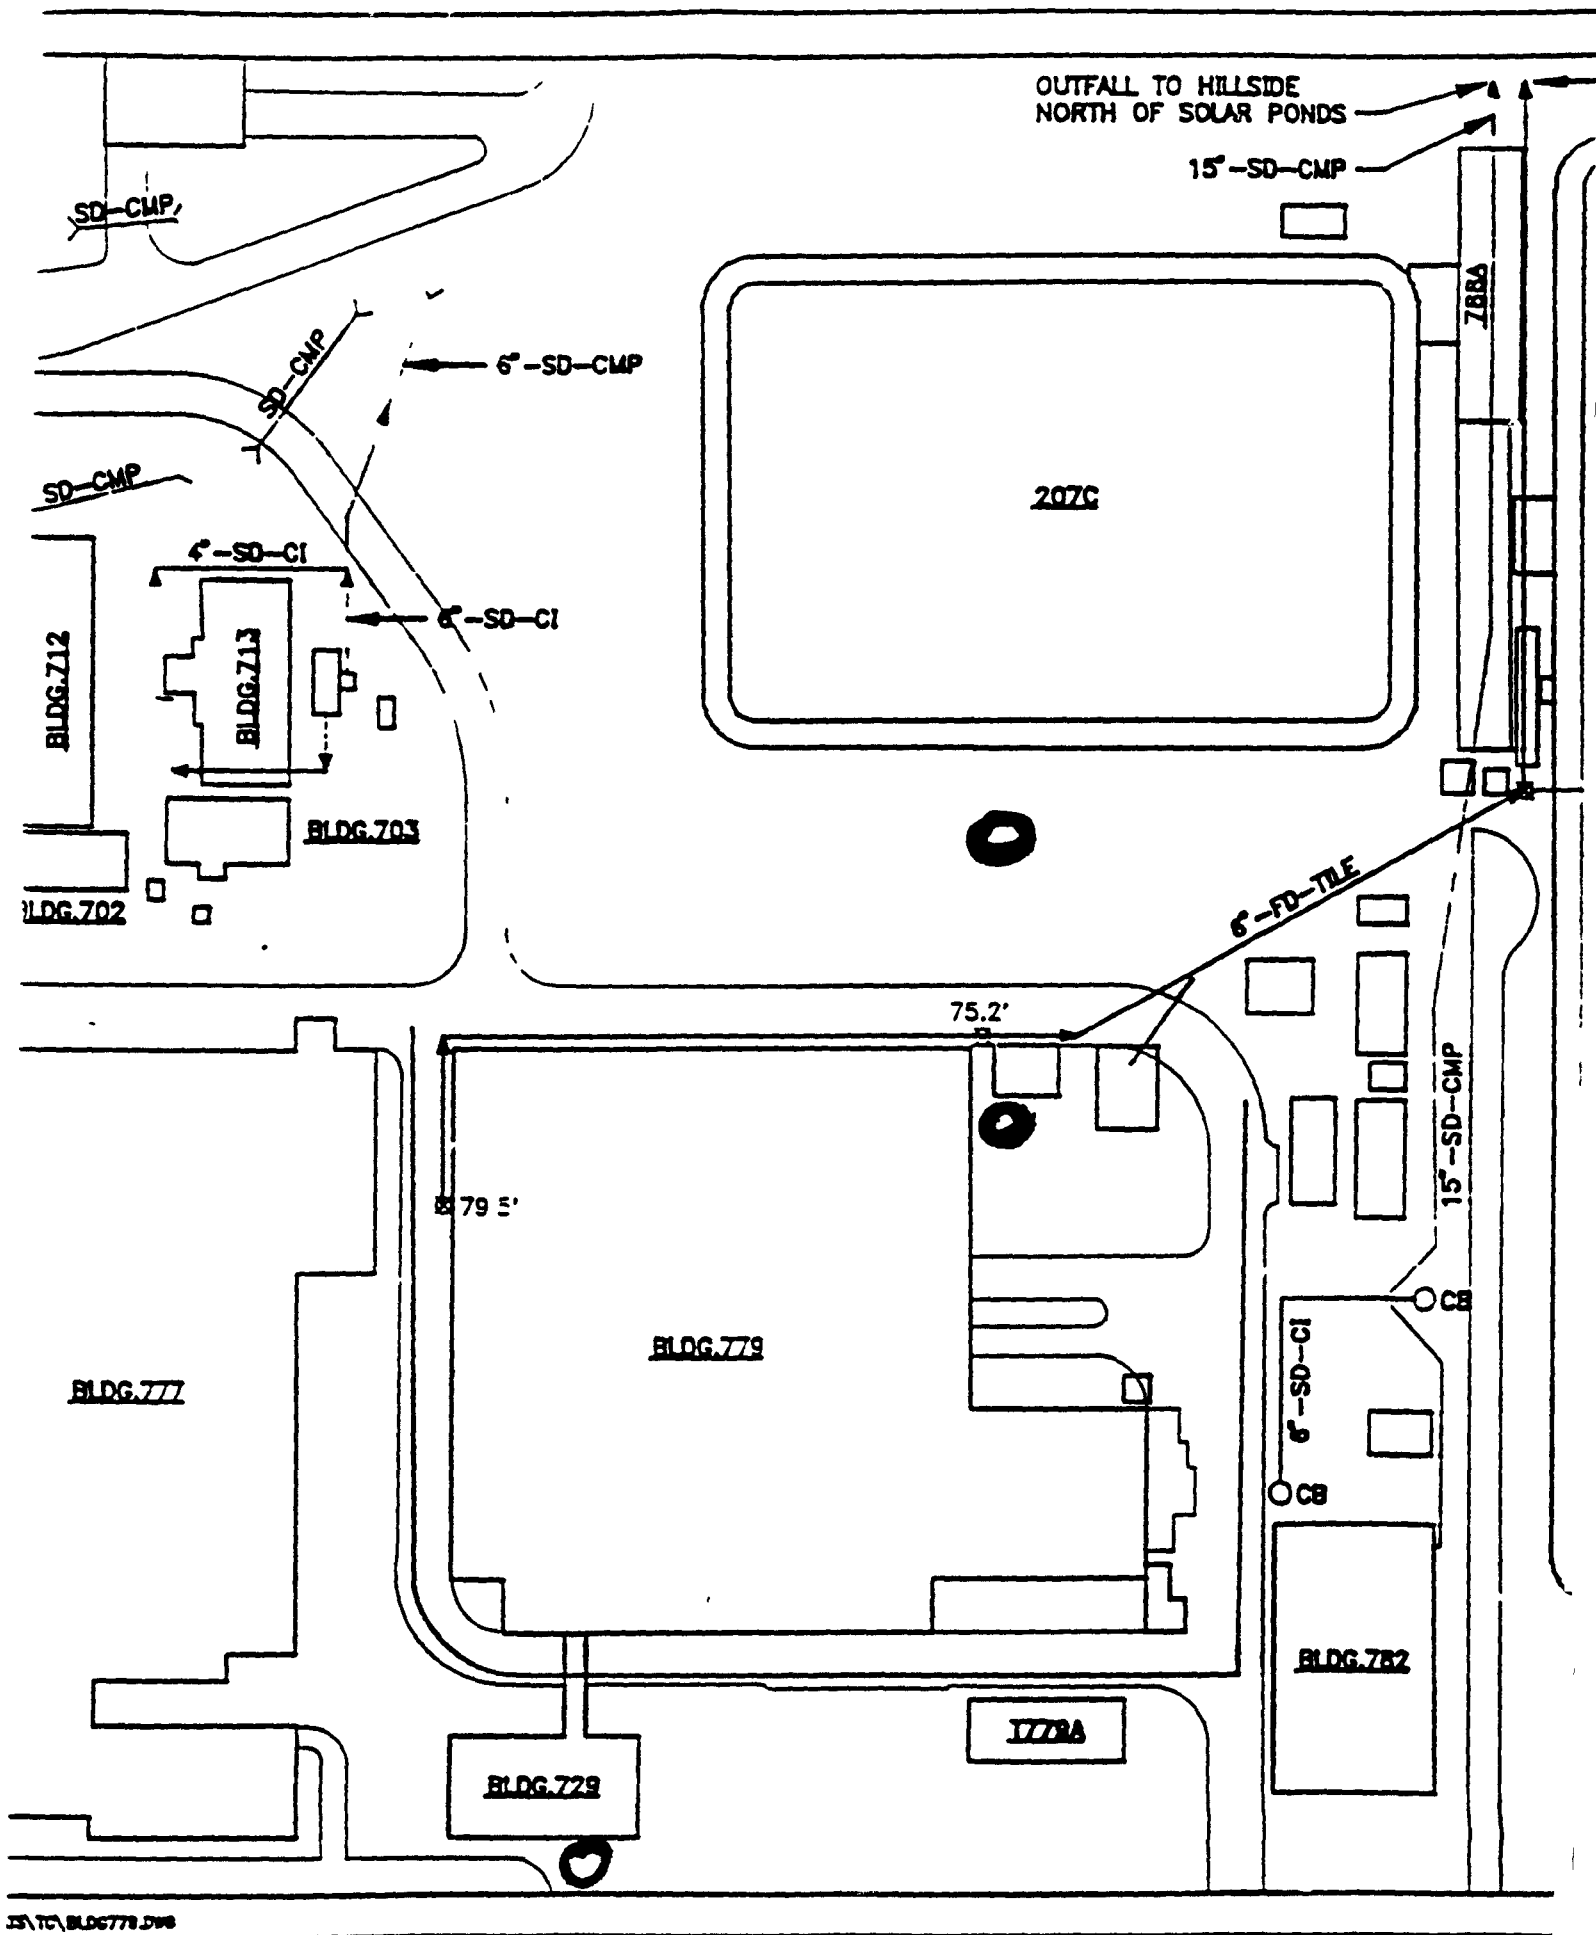 OUTFALL TO HILLSIDE
NORTH OF SOLAR PONDS
15"-SD-CMP
SD-CMP
788A
SD-CMP
6"-SD-CMP
SD-CMP
207C
4"-SD-CI
6"-SD-CI
BLDG.712
BLDG.713
BLDG.703
BLDG.702
6"-FD-TILE
75.2'
15"-SD-CMP
79.5'
CB
6"-SD-CI
BLDG.779
BLDG.777
CB
BLDG.782
T779A
BLDG.729